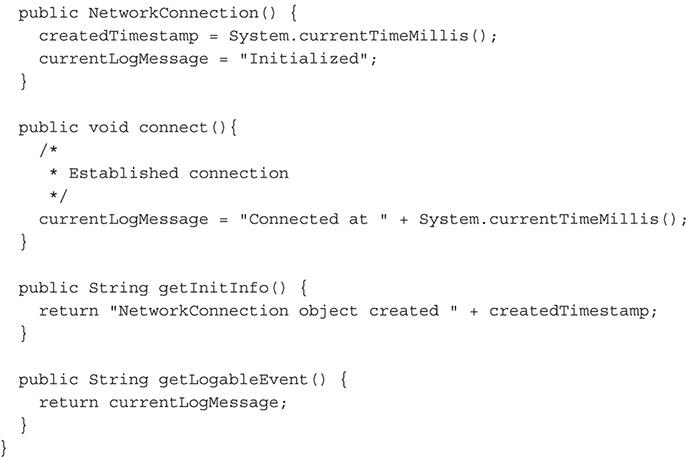 public NetworkConnection() {
createdTimestamp = System.currentTimeMillis();
currentLogMessage = "Initialized";
}
public void connect(){
/*
* Established connection
*/
currentLogMessage = "Connected at " + System.currentTimeMillis();
}
public String getInitInfo() {
return "NetworkConnection object created " + createdTimestamp;
}
public String getLogableEvent() {
return currentLogMessage;
}
}